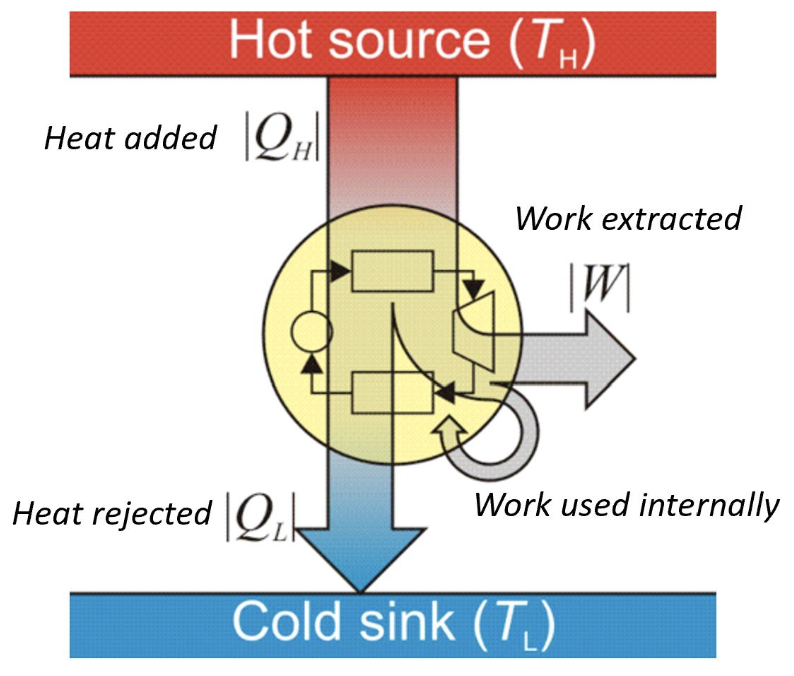 Hot source (T_H)
Heat added |Q_H|
Work extracted
|W|
Heat rejected |Q_L|
Work used internally
Cold sink (T_L)